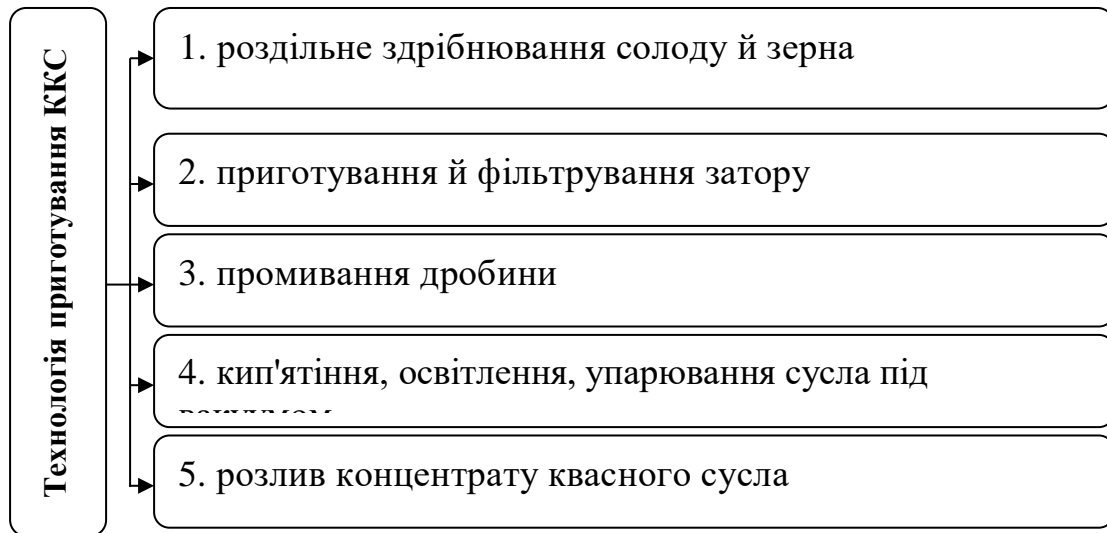 Технологія приготування ККС
1. роздільне здрібнювання солоду й зерна
2. приготування й фільтрування затору
3. промивання дробини
4. кип'ятіння, освітлення, упарювання сусла під
вакуумом
5. розлив концентрату квасного сусла